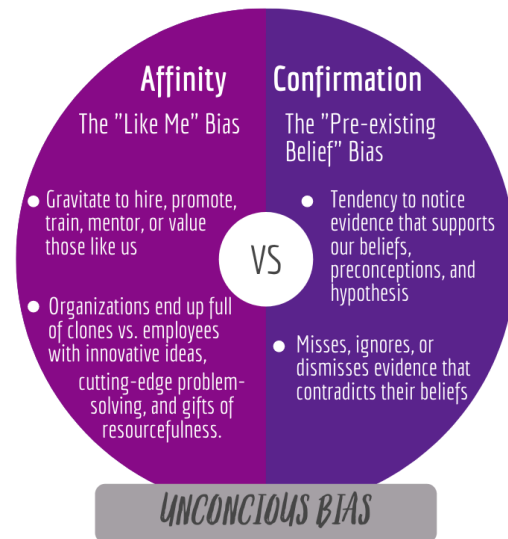 Affinity
The "Like Me" Bias
Gravitate to hire, promote,
train, mentor, or value
those like us
Organizations end up full
of clones vs. employees
with innovative ideas,
cutting-edge problem-
solving, and gifts of
resourcefulness.
VS
Confirmation
The "Pre-existing
Belief" Bias
Tendency to notice
evidence that supports
our beliefs,
preconceptions, and
hypothesis
Misses, ignores, or
dismisses evidence that
contradicts their beliefs
UNCONCIOUS BIAS